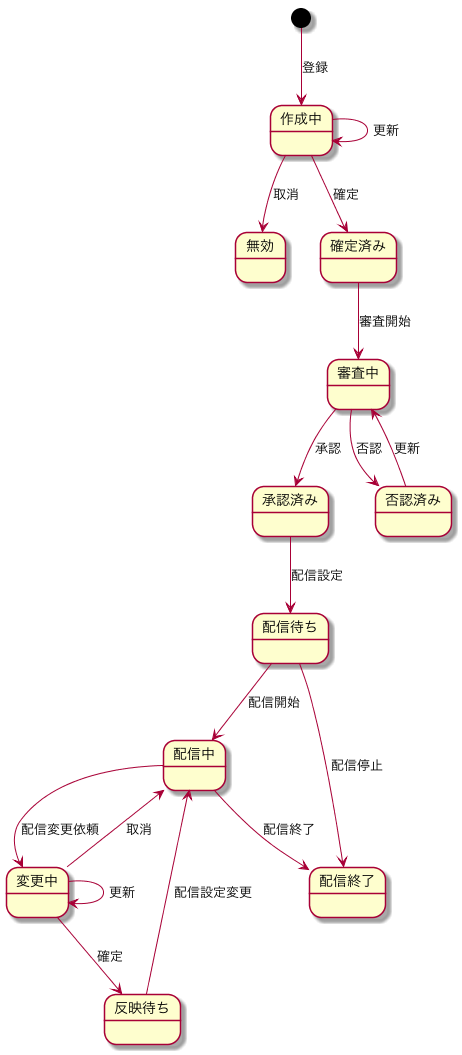 登録
作成中
更新
取消
確定
無効
確定済み
審査開始
審査中
承認
否認
更新
承認済み
否認済み
配信設定
配信待ち
配信開始
配信停止
配信中
配信変更依頼
取消
配信終了
変更中
更新
配信設定変更
配信終了
確定
反映待ち